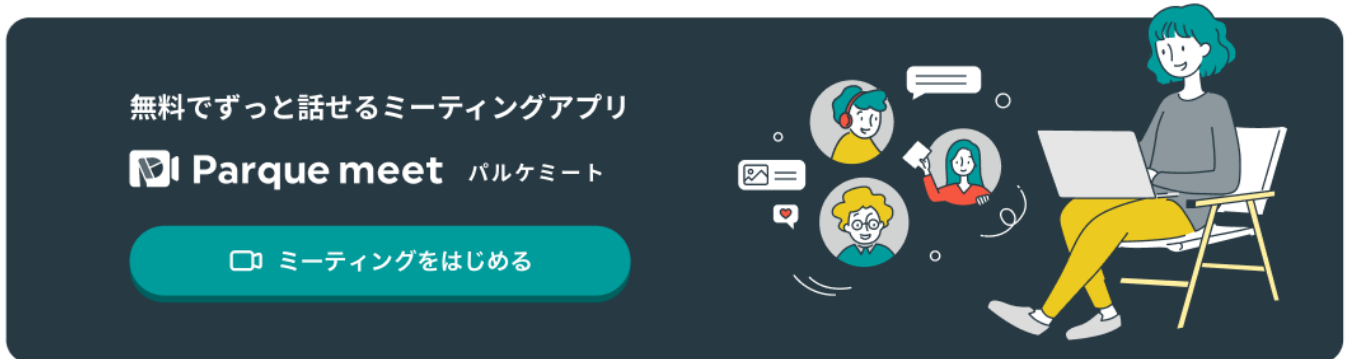 無料でずっと話せるミーティングアプリ
Parque meet パルケミート
ミーティングをはじめる